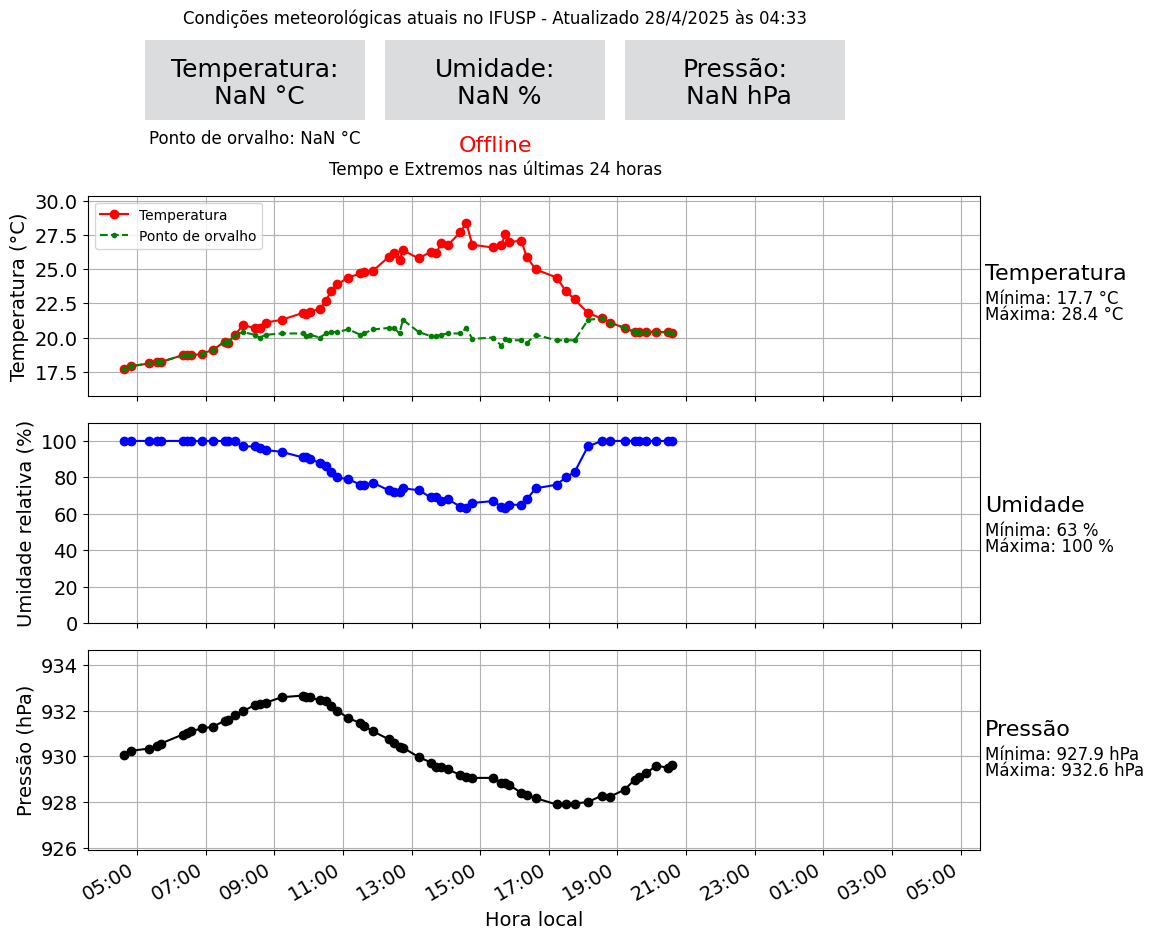 Condições meteorológicas atuais no IFUSP - Atualizado 28/4/2025 às 04:33
Temperatura:
NaN °C
Umidade:
NaN %
Pressão:
NaN hPa
Ponto de orvalho: NaN °C
Offline
Tempo e Extremos nas últimas 24 horas
Temperatura (°C)
30.0
27.5
25.0
22.5
20.0
17.5
Temperatura
Ponto de orvalho
Temperatura
Mínima: 17.7 °C
Máxima: 28.4 °C
Umidade relativa (%)
100
80
60
40
20
0
Umidade
Mínima: 63 %
Máxima: 100 %
Pressão (hPa)
934
932
930
928
926
Pressão
Mínima: 927.9 hPa
Máxima: 932.6 hPa
05:00 07:00 09:00 11:00 13:00 15:00 17:00 19:00 21:00 23:00 01:00 03:00 05:00
Hora local